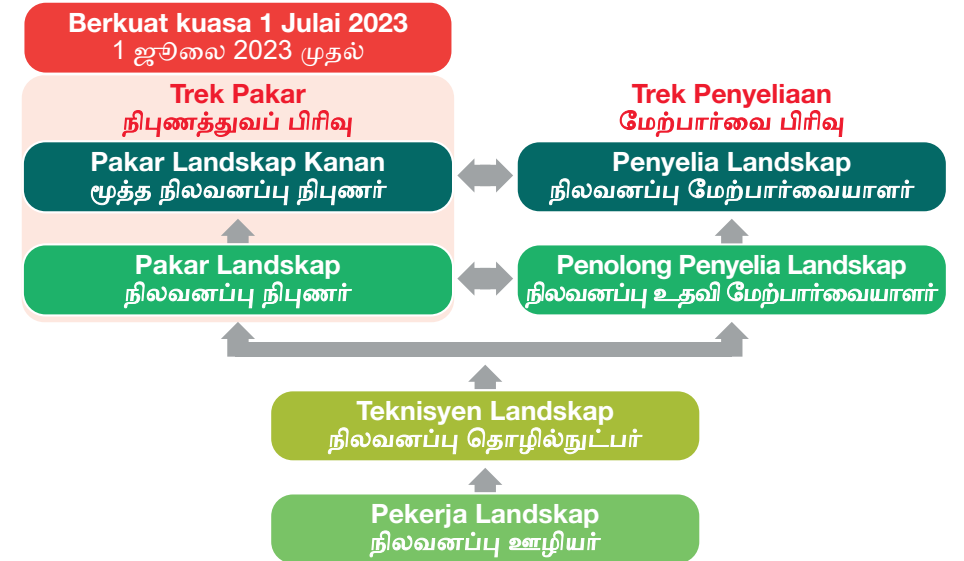 Berkuat kuasa 1 Julai 2023
1 ஜூலை 2023 முதல்
Trek Pakar
நிபுணத்துவப் பிரிவு
Trek Penyeliaan
மேற்பார்வை பிரிவு
Pakar Landskap Kanan
மூத்த நிலவனப்பு நிபுணர்
Penyelia Landskap
நிலவனப்பு மேற்பார்வையாளர்
Pakar Landskap
நிலவனப்பு நிபுணர்
Penolong Penyelia Landskap
நிலவனப்பு உதவி மேற்பார்வையாளர்
Teknisyen Landskap
நிலவனப்பு தொழில்நுட்பர்
Pekerja Landskap
நிலவனப்பு ஊழியர்